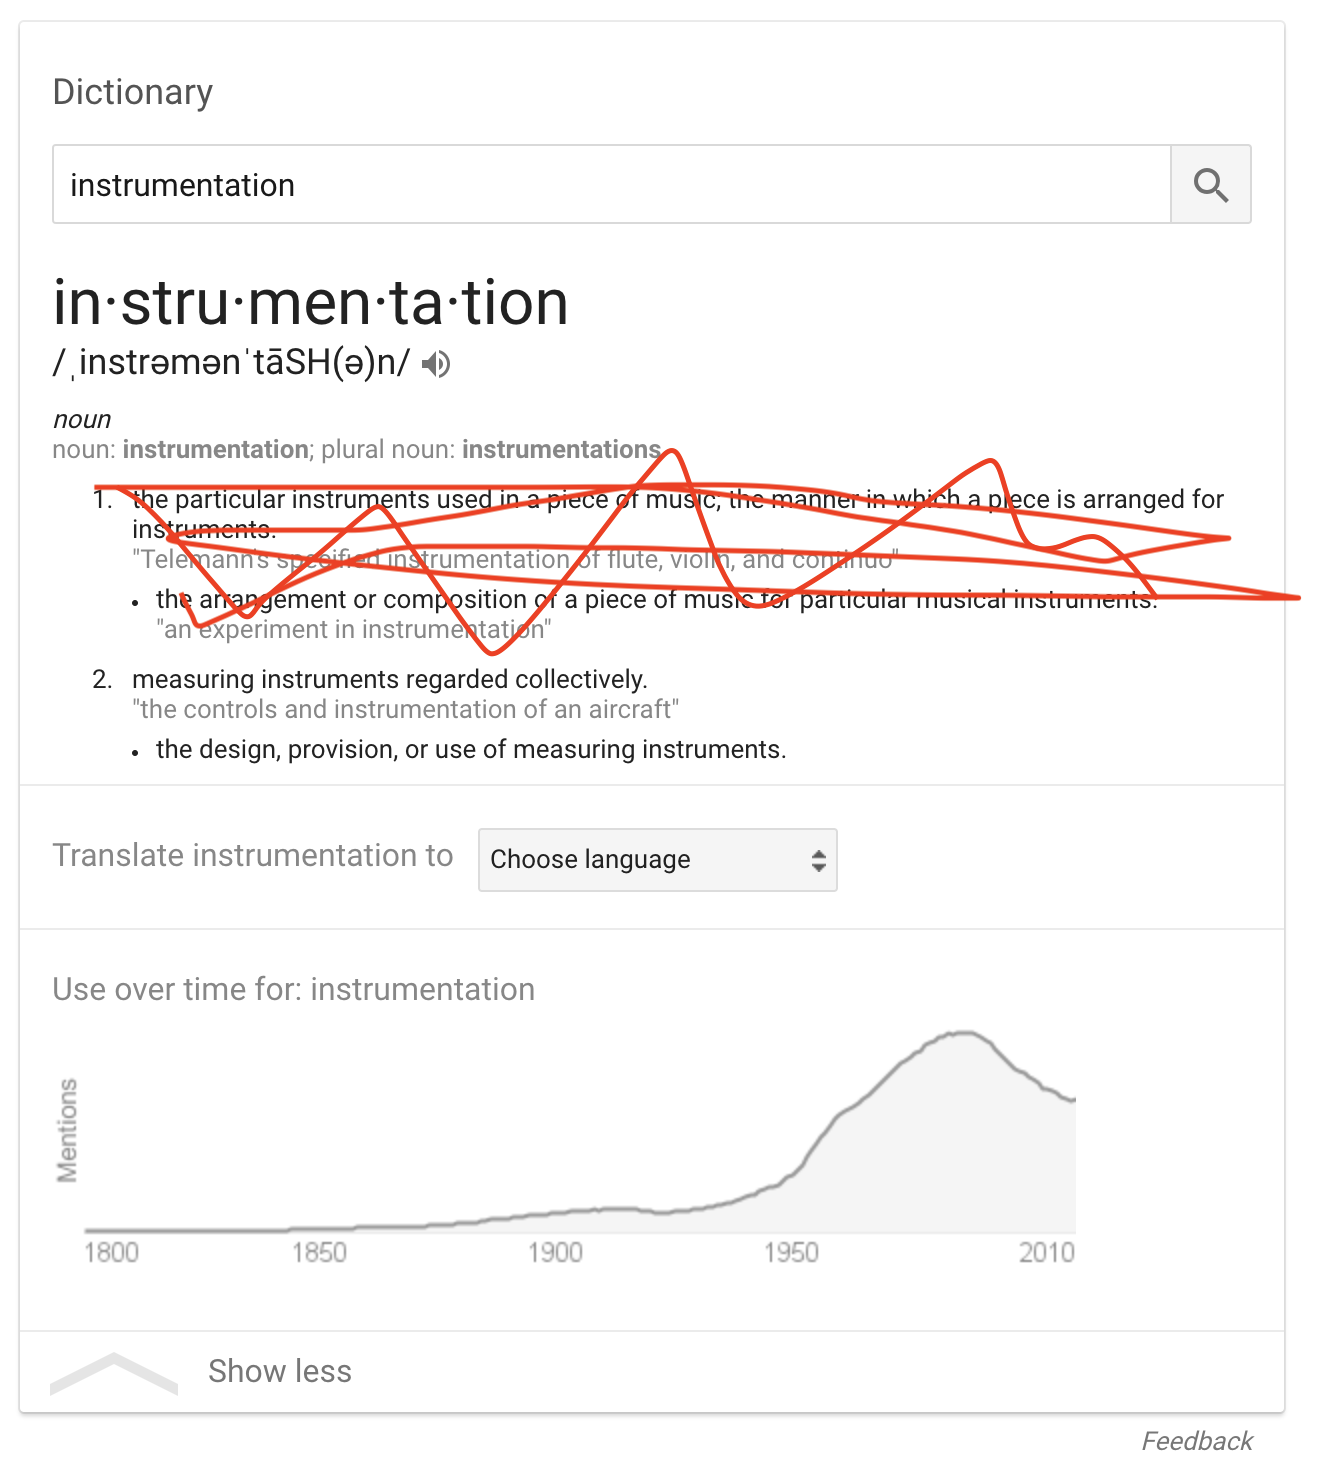 Dictionary
instrumentation
in·stru·men·ta·tion
/ˌinstrəmənˈtāSH(ə)n/
noun
noun: instrumentation; plural noun: instrumentations
1. the particular instruments used in a piece of music; the manner in which a piece is arranged for
instruments.
"Telemann's specified instrumentation of flute, violin, and continuo"
• the arrangement or composition of a piece of music for particular musical instruments.
"an experiment in instrumentation"
2. measuring instruments regarded collectively.
"the controls and instrumentation of an aircraft"
• the design, provision, or use of measuring instruments.
Translate instrumentation to Choose language
Use over time for: instrumentation
Mentions
1800 1850 1900 1950 2010
Show less
Feedback